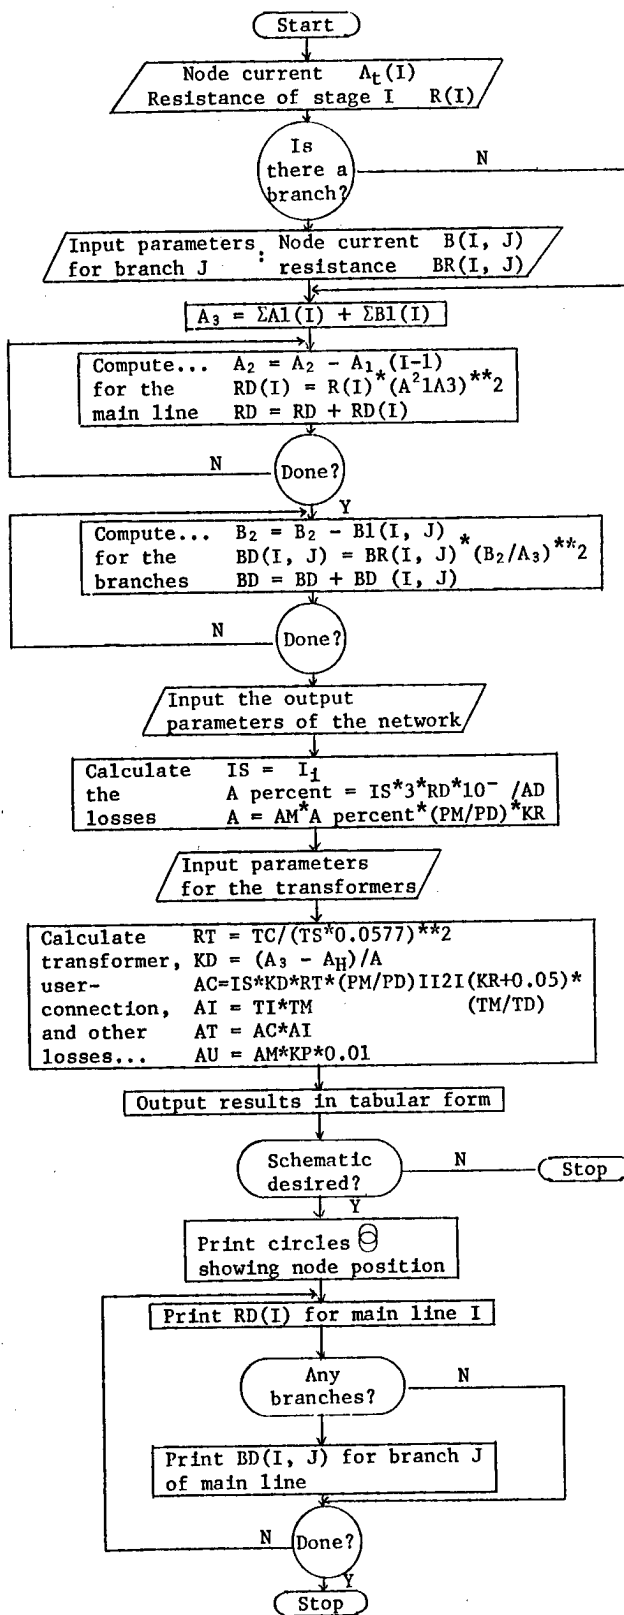 Start
Node current A_t(I)
Resistance of stage I R(I)
Is
there a
branch?
N
Input parameters : Node current B(I, J)
for branch J resistance BR(I, J)
A₃ = ΣA1(I) + ΣB1(I)
Compute... A₂ = A₂ - A₁ (I-1)
for the RD(I) = R(I)*(A²1A3)**2
main line RD = RD + RD(I)
N
Done?
Y
Compute... B₂ = B₂ - B1(I, J)
for the BD(I, J) = BR(I, J)*(B₂/A₃)**2
branches BD = BD + BD (I, J)
N
Done?
Input the output
parameters of the network
Calculate IS = I_i
the A percent = IS*3*RD*10⁻ /AD
losses A = AM*A percent*(PM/PD)*KR
Input parameters
for the transformers
Calculate RT = TC/(TS*0.0577)**2
transformer, KD = (A₃ - A_H)/A
user- AC=IS*KD*RT*(PM/PD)II2I(KR+0.05)*
connection, AI = TI*TM (TM/TD)
and other AT = AC*AI
losses... AU = AM*KP*0.01
Output results in tabular form
Schematic
desired?
N
Stop
Y
Print circles
showing node position
Print RD(I) for main line I
Any
branches?
N
Print BD(I, J) for branch J
of main line
N
Done?
Y
Stop